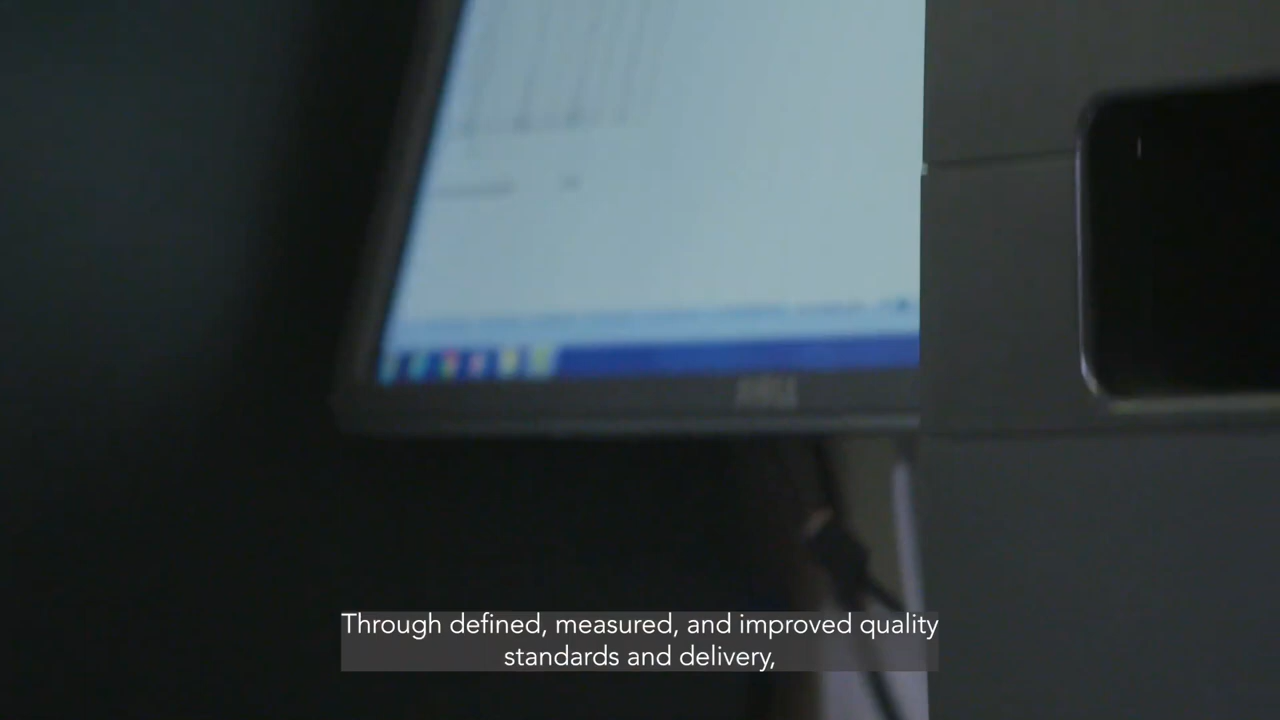 Through defined, measured, and improved quality
standards and delivery,